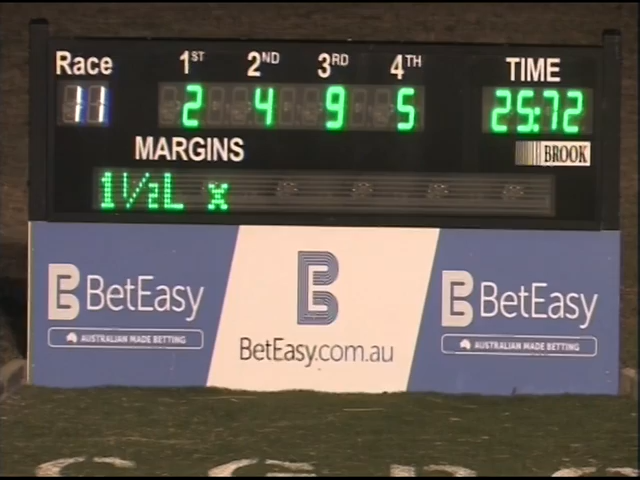 Race 1ST 2ND 3RD 4TH TIME
11 2 4 9 5 25:72
MARGINS BROOK
1½L x
BetEasy BetEasy
AUSTRALIAN MADE BETTING BetEasy.com.au AUSTRALIAN MADE BETTING